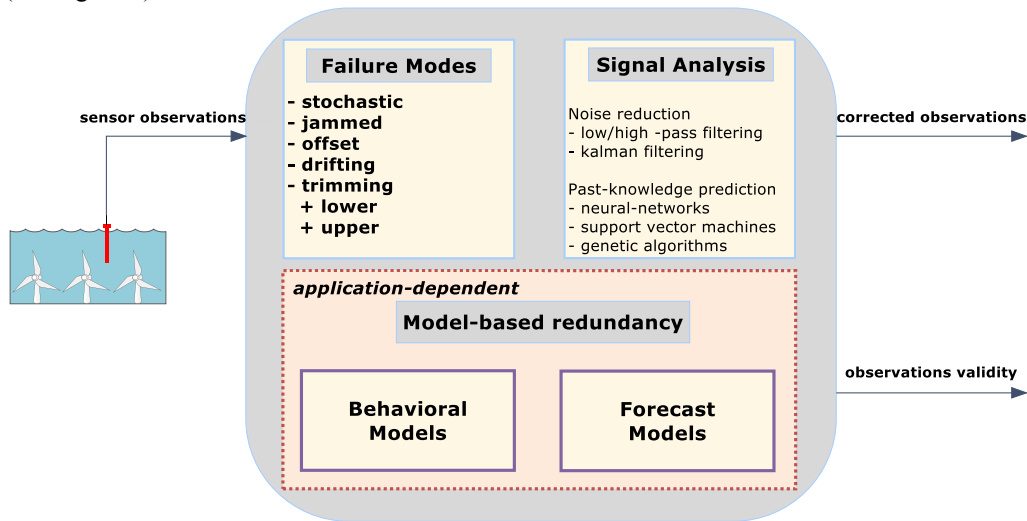 sensor observations
Failure Modes
- stochastic
- jammed
- offset
- drifting
- trimming
+ lower
+ upper
Signal Analysis
Noise reduction
- low/high -pass filtering
- kalman filtering
Past-knowledge prediction
- neural-networks
- support vector machines
- genetic algorithms
corrected observations
application-dependent
Model-based redundancy
Behavioral
Models
Forecast
Models
observations validity